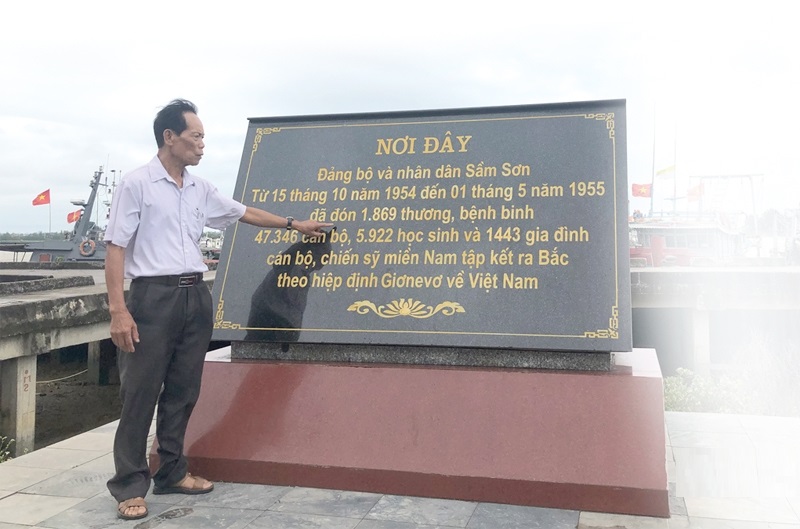 NƠI ĐÂY
Đảng bộ và nhân dân Sầm Sơn
Từ 15 tháng 10 năm 1954 đến 01 tháng 5 năm 1955
đã đón 1.869 thương, bệnh binh
47.346 cán bộ, 5.922 học sinh và 1443 gia đình
cán bộ, chiến sỹ miền Nam tập kết ra Bắc
theo hiệp định Giơnevơ về Việt Nam